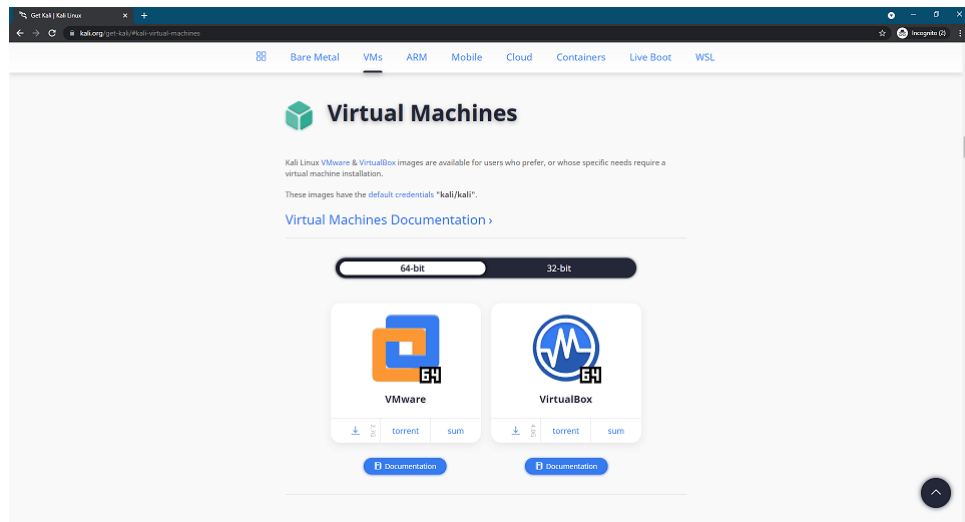 Get Kali | Kali Linux
kali.org/get-kali/#kali-virtual-machines
Incognito (2)
Bare Metal VMs ARM Mobile Cloud Containers Live Boot WSL
Virtual Machines
Kali Linux VMware & VirtualBox images are available for users who prefer, or whose specific needs require a
virtual machine installation.
These images have the default credentials "kali/kali".
Virtual Machines Documentation ›
64-bit 32-bit
64 64
VMware VirtualBox
torrent sum torrent sum
Documentation Documentation